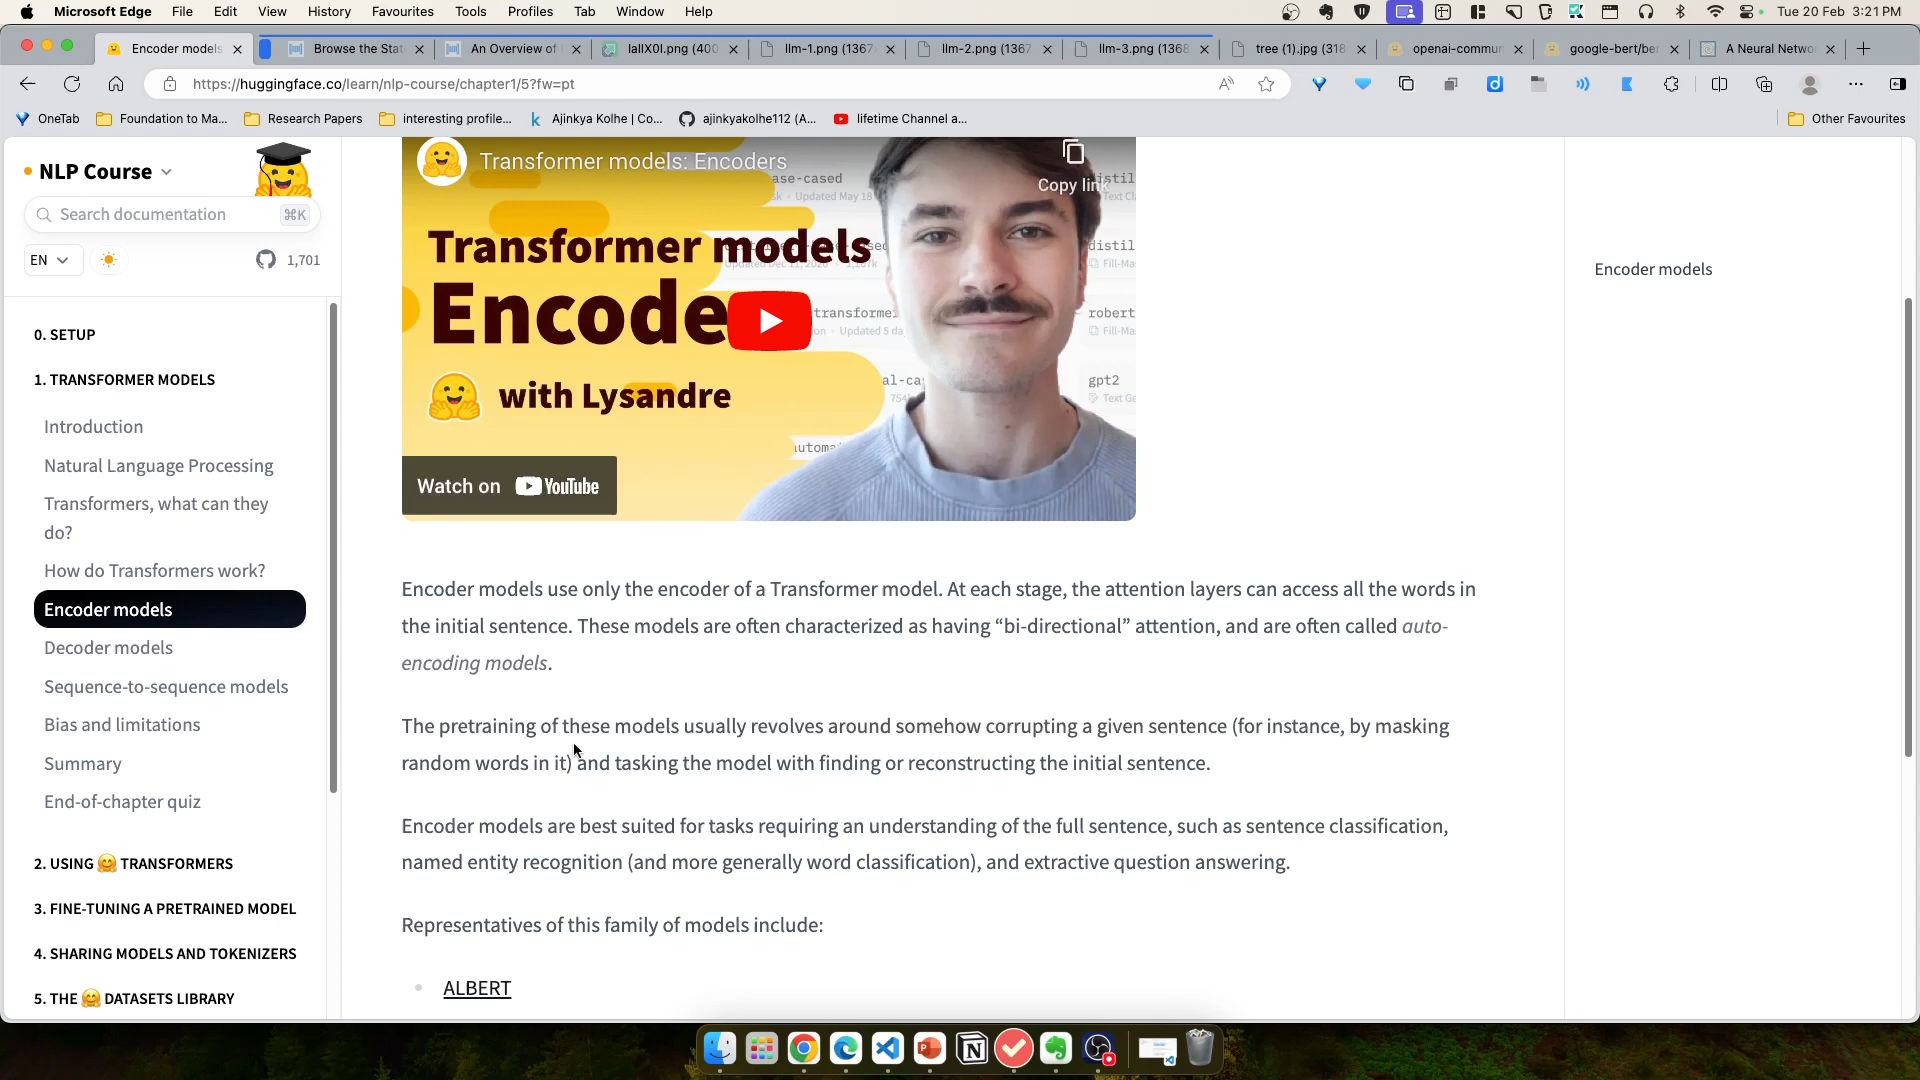 Microsoft Edge File Edit View History Favourites Tools Profiles Tab Window Help Tue 20 Feb 3:21 PM
Encoder models Browse the Stat An Overview of lallX0I.png (400 llm-1.png (1367 llm-2.png (1367 llm-3.png (1368 tree (1).jpg (318 openai-commun google-bert/ber A Neural Netwo
https://huggingface.co/learn/nlp-course/chapter1/5?fw=pt
OneTab Foundation to Ma... Research Papers interesting profile... Ajinkya Kolhe | Co... ajinkyakolhe112 (A... lifetime Channel a... Other Favourites
NLP Course
Search documentation ⌘K
EN 1,701
0. SETUP
1. TRANSFORMER MODELS
Introduction
Natural Language Processing
Transformers, what can they
do?
How do Transformers work?
Encoder models
Decoder models
Sequence-to-sequence models
Bias and limitations
Summary
End-of-chapter quiz
2. USING 🤗 TRANSFORMERS
3. FINE-TUNING A PRETRAINED MODEL
4. SHARING MODELS AND TOKENIZERS
5. THE 🤗 DATASETS LIBRARY
Transformer models: Encoders
Copy link
Transformer models
Encode
with Lysandre
gpt2
Watch on YouTube
Encoder models use only the encoder of a Transformer model. At each stage, the attention layers can access all the words in
the initial sentence. These models are often characterized as having “bi-directional” attention, and are often called auto-
encoding models.
The pretraining of these models usually revolves around somehow corrupting a given sentence (for instance, by masking
random words in it) and tasking the model with finding or reconstructing the initial sentence.
Encoder models are best suited for tasks requiring an understanding of the full sentence, such as sentence classification,
named entity recognition (and more generally word classification), and extractive question answering.
Representatives of this family of models include:
• ALBERT
Encoder models